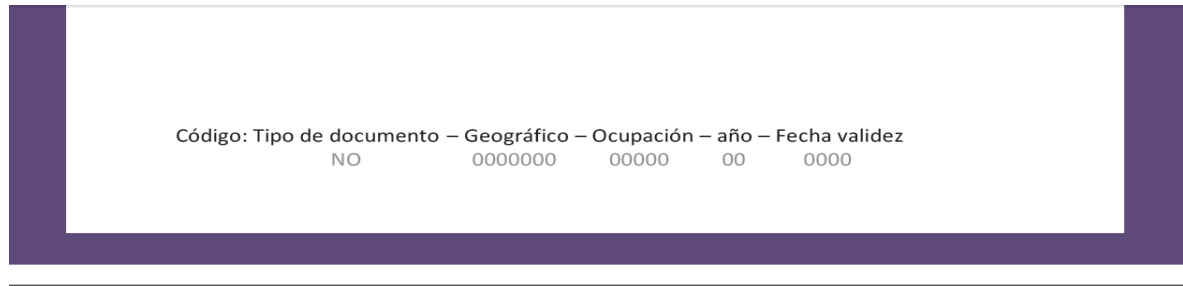 Código: Tipo de documento – Geográfico – Ocupación – año – Fecha validez
NO 0000000 00000 00 0000